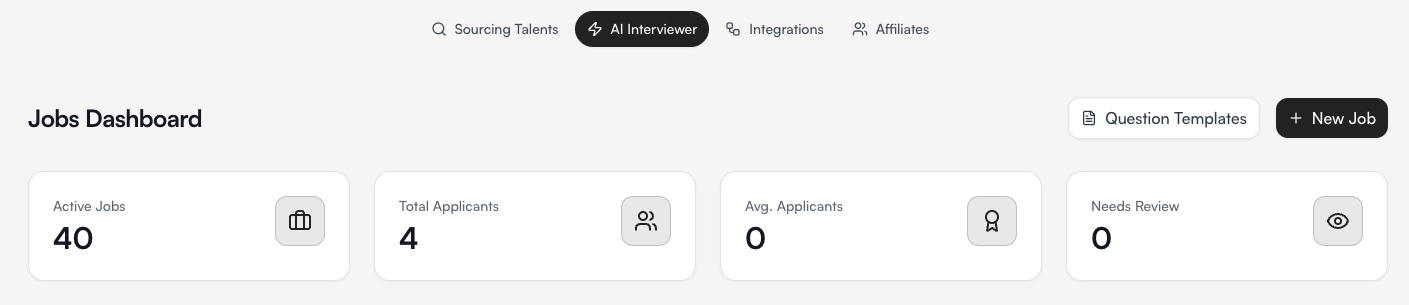 Sourcing Talents
AI Interviewer
Integrations
Affiliates
Jobs Dashboard
Question Templates
New Job
Active Jobs
40
Total Applicants
4
Avg. Applicants
0
Needs Review
0